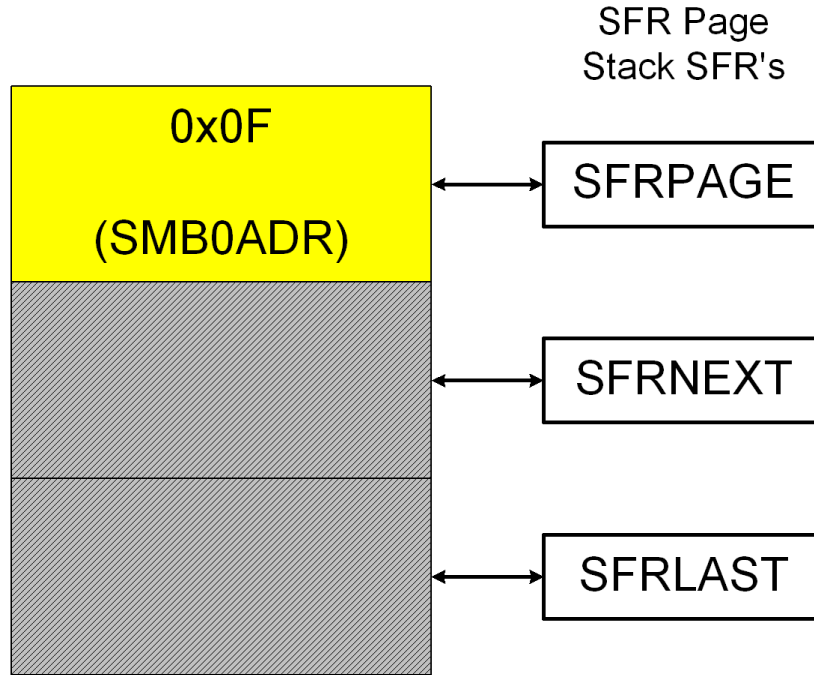 SFR Page
Stack SFR's
0x0F
(SMB0ADR)
SFRPAGE
SFRNEXT
SFRLAST